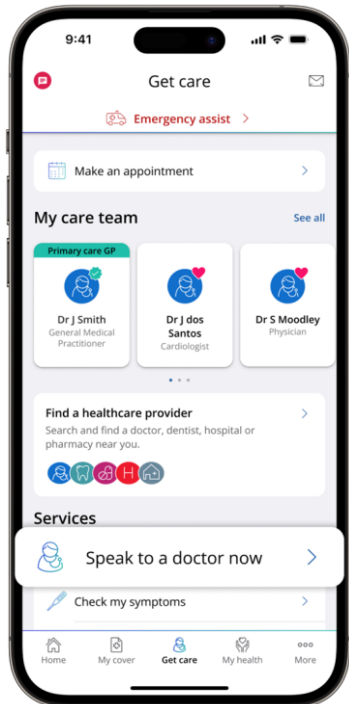 9:41
Get care
Emergency assist
Make an appointment
My care team
See all
Primary care GP
Dr J Smith
General Medical
Practitioner
Dr J dos
Santos
Cardiologist
Dr S Moodley
Physician
Find a healthcare provider
Search and find a doctor, dentist, hospital or
pharmacy near you.
H
Services
Speak to a doctor now
Check my symptoms
Home
My cover
Get care
My health
More